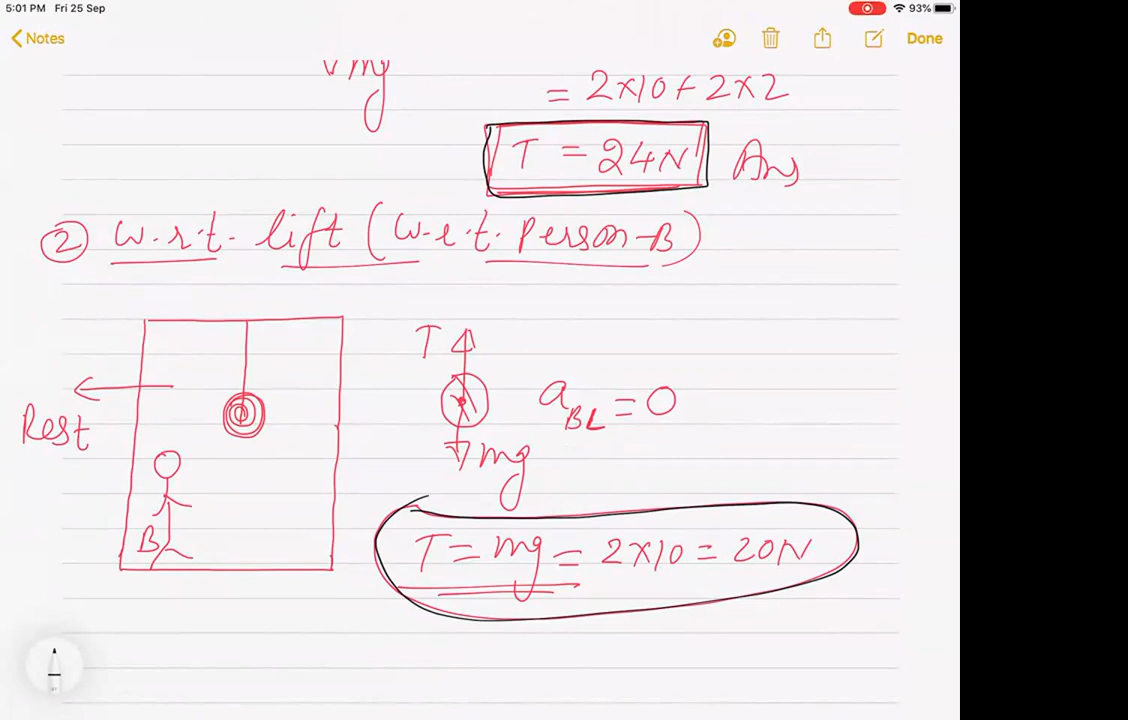 5:01 PM Fri 25 Sep
93%
Notes
Done
mg
= 2x10+2x2
T = 24N Ans
② w.r.t. lift (w.r.t. Person-B)
T
Rest
a_BL = 0
mg
B
T = mg = 2x10 = 20N